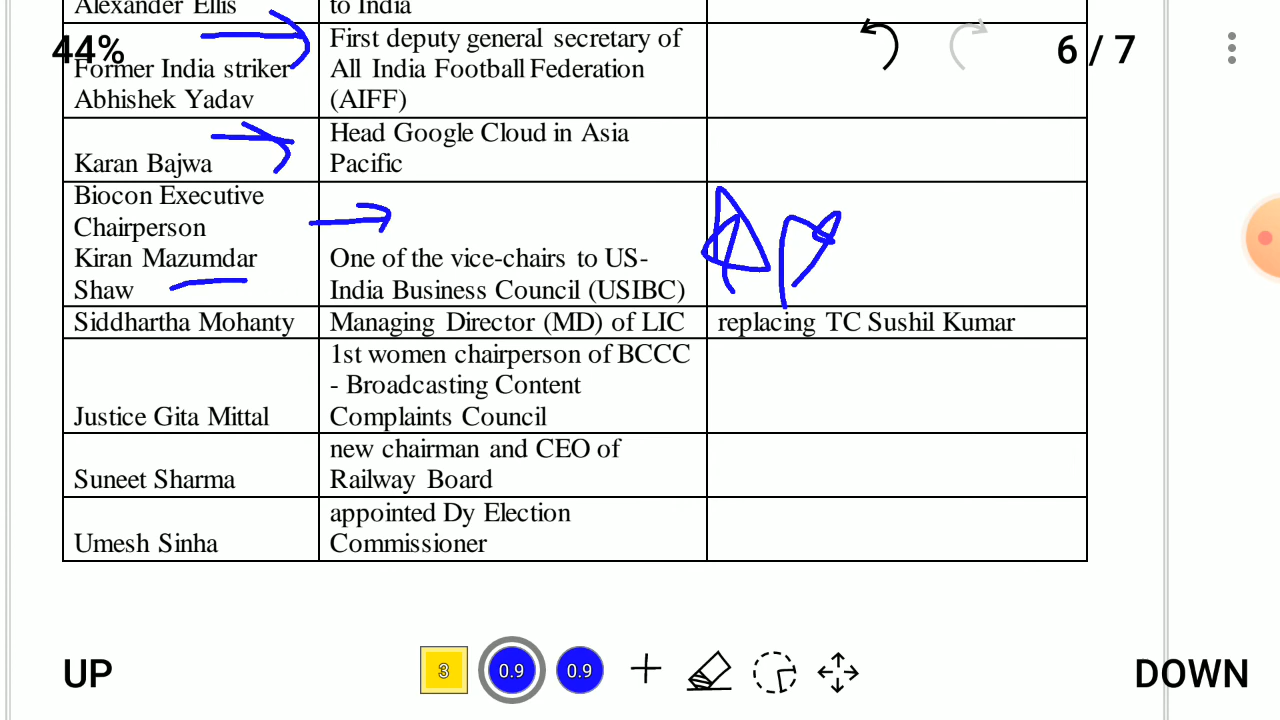 Alexander Ellis
to India
44%
6 / 7
Former India striker
Abhishek Yadav
First deputy general secretary of
All India Football Federation
(AIFF)
Karan Bajwa
Head Google Cloud in Asia
Pacific
Biocon Executive
Chairperson
Kiran Mazumdar
Shaw
One of the vice-chairs to US-
India Business Council (USIBC)
Siddhartha Mohanty
Managing Director (MD) of LIC
replacing TC Sushil Kumar
Justice Gita Mittal
1st women chairperson of BCCC
- Broadcasting Content
Complaints Council
Suneet Sharma
new chairman and CEO of
Railway Board
Umesh Sinha
appointed Dy Election
Commissioner
UP
3
0.9
0.9
DOWN